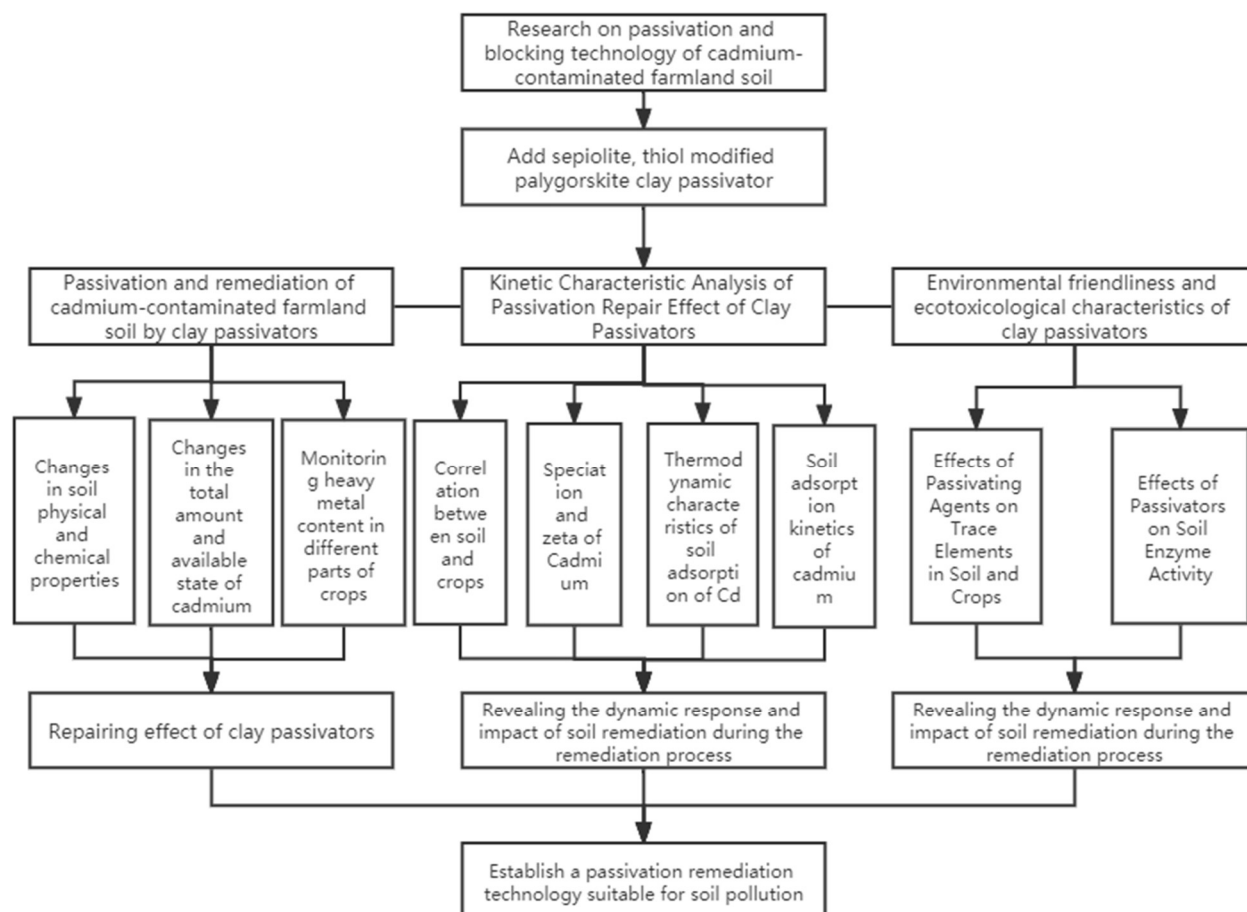 Research on passivation and
blocking technology of cadmium-
contaminated farmland soil
Add sepiolite, thiol modified
palygorskite clay passivator
Passivation and remediation of
cadmium-contaminated farmland
soil by clay passivators
Kinetic Characteristic Analysis of
Passivation Repair Effect of Clay
Passivators
Environmental friendliness and
ecotoxicological characteristics of
clay passivators
Changes
in soil
physical
and
chemical
properties
Changes
in the
total
amount
and
available
state of
cadmium
Monitorin
g heavy
metal
content in
different
parts of
crops
Correl
ation
betwe
en soil
and
crops
Speciat
ion and
zeta of
Cadmi
um
Thermod
ynamic
characte
ristics of
soil
adsorpti
on of Cd
Soil
adsorpt
ion
kinetics
of
cadmiu
m
Effects of
Passivating
Agents on
Trace
Elements
in Soil and
Crops
Effects of
Passivators
on Soil
Enzyme
Activity
Repairing effect of clay passivators
Revealing the dynamic response and
impact of soil remediation during the
remediation process
Revealing the dynamic response and
impact of soil remediation during the
remediation process
Establish a passivation remediation
technology suitable for soil pollution